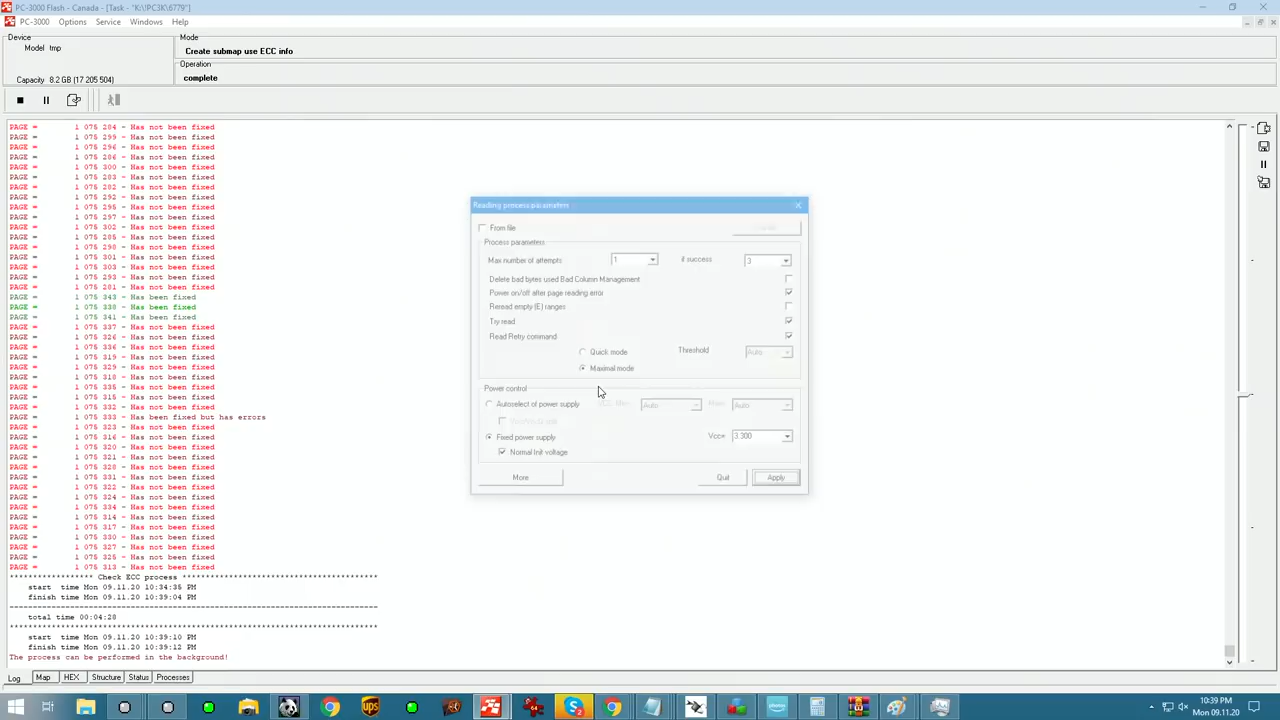 PC-3000 Flash - Canada - [Task - "K:\!PC3K\6779"]
PC-3000 Options Service Windows Help
Device
Model tmp
Capacity 8.2 GB (17 205 504)
Mode
Create submap use ECC info
Operation
complete
PAGE = 1 075 284 - Has not been fixed
PAGE = 1 075 299 - Has not been fixed
PAGE = 1 075 296 - Has not been fixed
PAGE = 1 075 286 - Has not been fixed
PAGE = 1 075 300 - Has not been fixed
PAGE = 1 075 283 - Has not been fixed
PAGE = 1 075 282 - Has not been fixed
PAGE = 1 075 292 - Has not been fixed
PAGE = 1 075 295 - Has not been fixed
PAGE = 1 075 297 - Has not been fixed
PAGE = 1 075 302 - Has not been fixed
PAGE = 1 075 285 - Has not been fixed
PAGE = 1 075 298 - Has not been fixed
PAGE = 1 075 301 - Has not been fixed
PAGE = 1 075 303 - Has not been fixed
PAGE = 1 075 293 - Has not been fixed
PAGE = 1 075 281 - Has not been fixed
PAGE = 1 075 343 - Has been fixed
PAGE = 1 075 338 - Has been fixed
PAGE = 1 075 341 - Has been fixed
PAGE = 1 075 337 - Has not been fixed
PAGE = 1 075 326 - Has not been fixed
PAGE = 1 075 336 - Has not been fixed
PAGE = 1 075 319 - Has not been fixed
PAGE = 1 075 329 - Has not been fixed
PAGE = 1 075 318 - Has not been fixed
PAGE = 1 075 335 - Has not been fixed
PAGE = 1 075 315 - Has not been fixed
PAGE = 1 075 332 - Has not been fixed
PAGE = 1 075 333 - Has been fixed but has errors
PAGE = 1 075 323 - Has not been fixed
PAGE = 1 075 316 - Has not been fixed
PAGE = 1 075 320 - Has not been fixed
PAGE = 1 075 321 - Has not been fixed
PAGE = 1 075 328 - Has not been fixed
PAGE = 1 075 331 - Has not been fixed
PAGE = 1 075 322 - Has not been fixed
PAGE = 1 075 324 - Has not been fixed
PAGE = 1 075 334 - Has not been fixed
PAGE = 1 075 314 - Has not been fixed
PAGE = 1 075 317 - Has not been fixed
PAGE = 1 075 330 - Has not been fixed
PAGE = 1 075 327 - Has not been fixed
PAGE = 1 075 325 - Has not been fixed
PAGE = 1 075 313 - Has not been fixed
****************** Check ECC process ******************************************
start time Mon 09.11.20 10:34:35 PM
finish time Mon 09.11.20 10:39:04 PM
total time 00:04:28
start time Mon 09.11.20 10:39:10 PM
finish time Mon 09.11.20 10:39:12 PM
The process can be performed in the background!
Log Map HEX Structure Status Processes
Reading process parameters
From file
Process parameters
Max number of attempts 1 if success 3
Delete bad bytes used Bad Column Management
Power on/off after page reading error
Reread empty (E) ranges
Try read
Read Retry command
Quick mode Threshold Auto
Maximal mode
Power control
Autoselect of power supply Auto Auto
Fixed power supply Vcc= 3.300
Normal Init voltage
More Quit Apply
ups
64
2
prime
10:39 PM
Mon 09.11.20